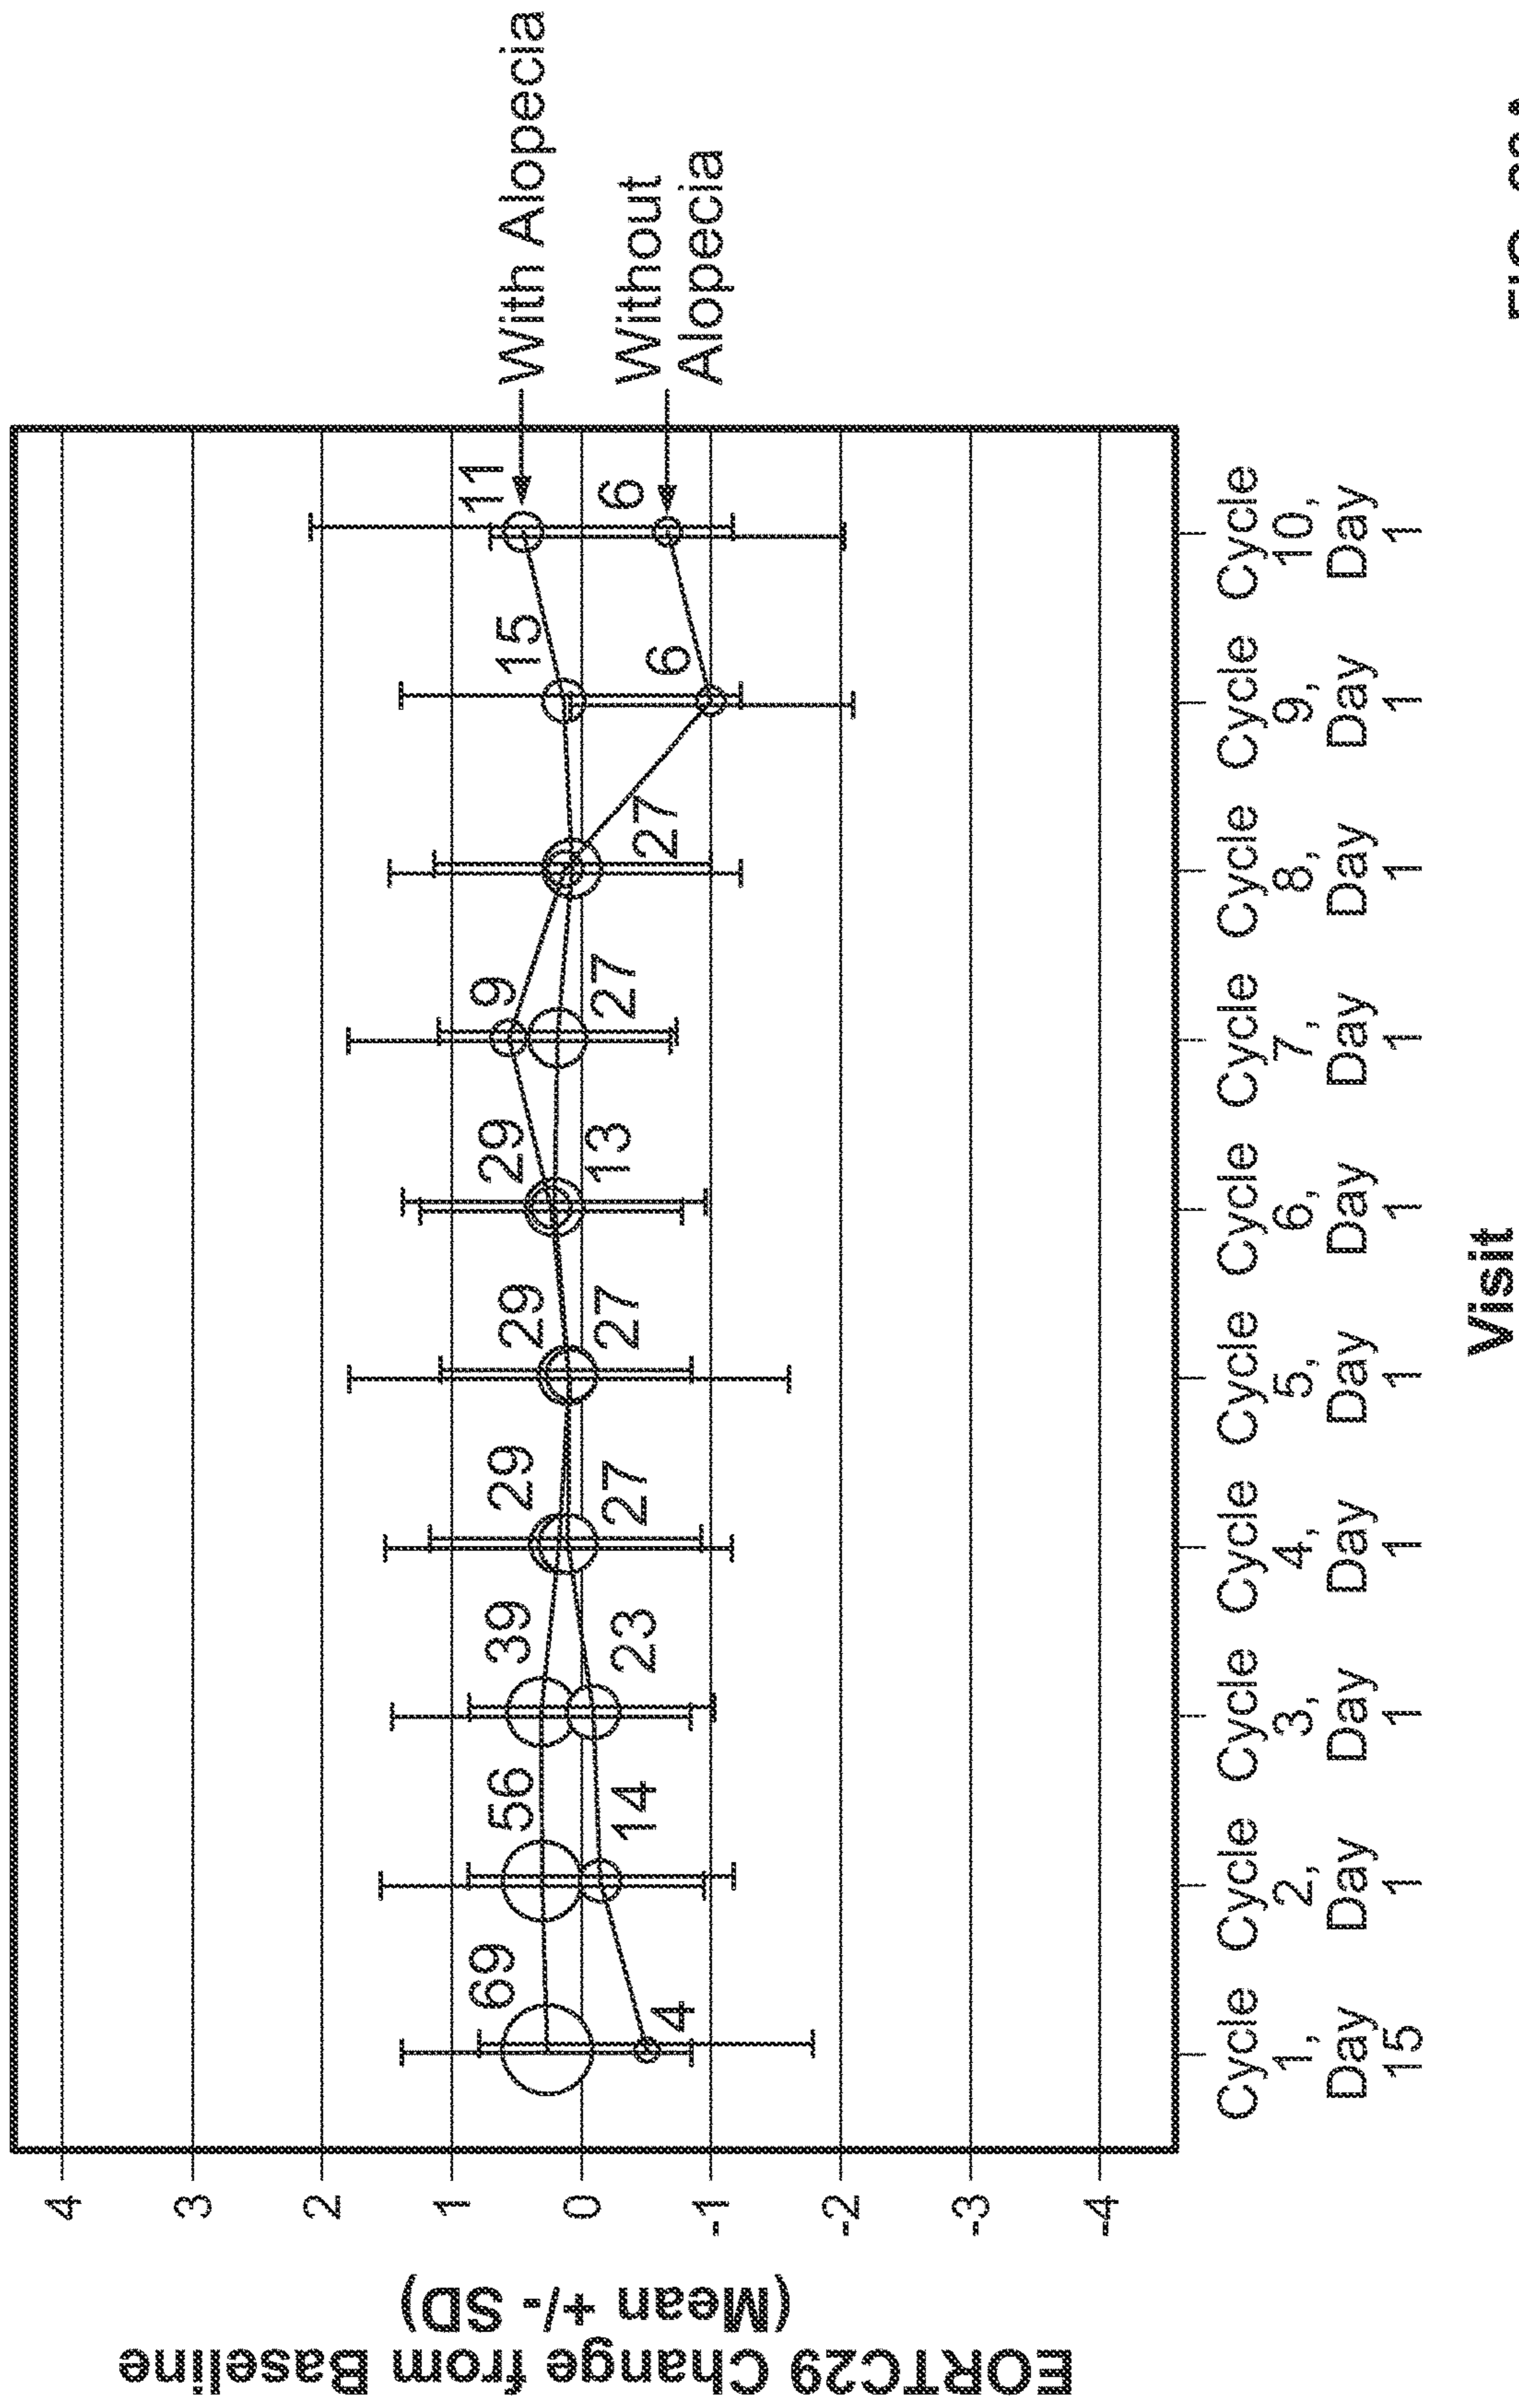 EORTC29 Change from Baseline
(Mean +/- SD)
4
3
2
1
0
-1
-2
-3
-4
69
4
56
14
39
23
29
27
29
27
29
13
9
27
27
15
6
11
6
With Alopecia
Without
Alopecia
Cycle Cycle Cycle Cycle Cycle Cycle Cycle Cycle Cycle Cycle
1, 2, 3, 4, 5, 6, 7, 8, 9, 10,
Day Day Day Day Day Day Day Day Day Day
15 1 1 1 1 1 1 1 1 1
Visit